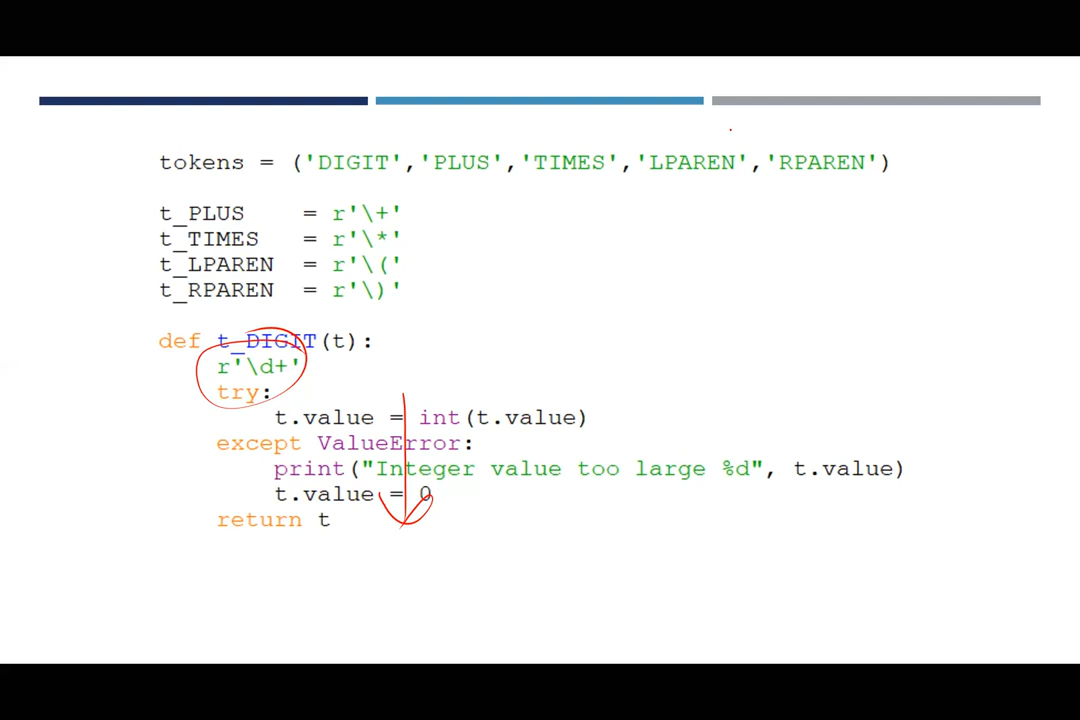 tokens = ('DIGIT','PLUS','TIMES','LPAREN','RPAREN')
t_PLUS    = r'\+'
t_TIMES   = r'\*'
t_LPAREN  = r'\('
t_RPAREN  = r'\)'
def t_DIGIT(t):
    r'\d+'
    try:
        t.value = int(t.value)
    except ValueError:
        print("Integer value too large %d", t.value)
        t.value = 0
    return t